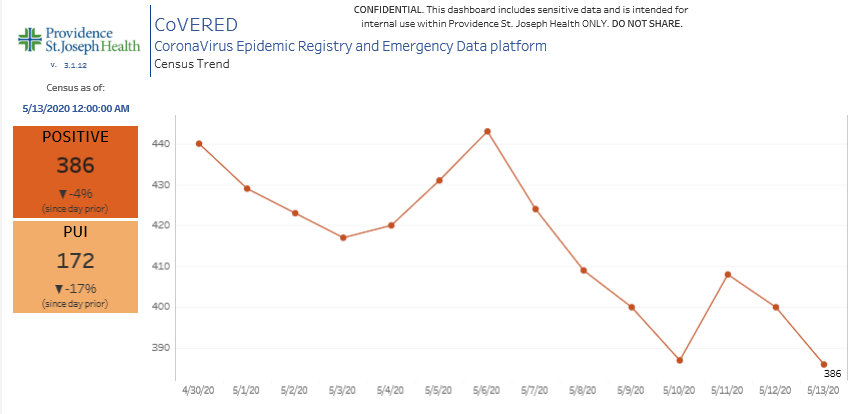 CONFIDENTIAL. This dashboard includes sensitive data and is intended for
internal use within Providence St. Joseph Health ONLY. DO NOT SHARE.
Providence
St.Joseph Health
v. 3.1.12
CoVERED
CoronaVirus Epidemic Registry and Emergency Data platform
Census Trend
Census as of:
5/13/2020 12:00:00 AM
POSITIVE
386
▼-4%
(since day prior)
PUI
172
▼-17%
(since day prior)
440
430
420
410
400
390
386
4/30/20 5/1/20 5/2/20 5/3/20 5/4/20 5/5/20 5/6/20 5/7/20 5/8/20 5/9/20 5/10/20 5/11/20 5/12/20 5/13/20